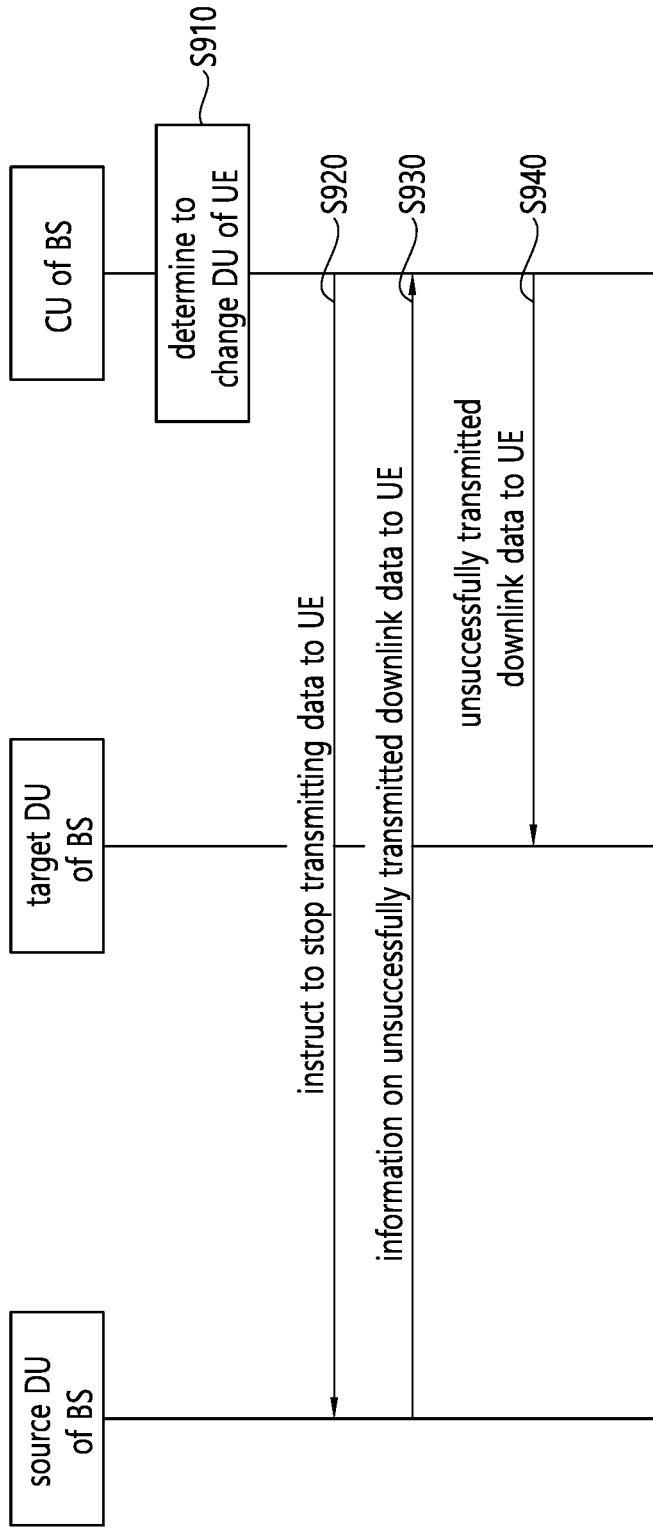 source DU
of BS
target DU
of BS
CU of BS
determine to
change DU of UE
S910
instruct to stop transmitting data to UE
S920
information on unsuccessfully transmitted downlink data to UE
S930
unsuccessfully transmitted
downlink data to UE
S940